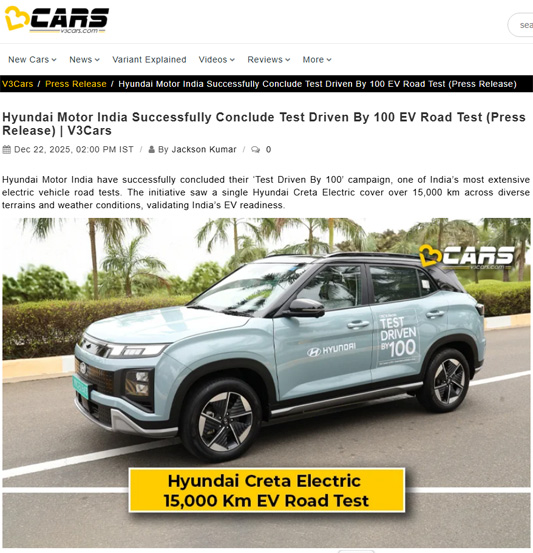 CARS
v3cars.com
sea
New Cars News Variant Explained Videos Reviews More
V3Cars / Press Release / Hyundai Motor India Successfully Conclude Test Driven By 100 EV Road Test (Press Release)
Hyundai Motor India Successfully Conclude Test Driven By 100 EV Road Test (Press
Release) | V3Cars
Dec 22, 2025, 02:00 PM IST / By Jackson Kumar / 0
Hyundai Motor India have successfully concluded their 'Test Driven By 100' campaign, one of India's most extensive
electric vehicle road tests. The initiative saw a single Hyundai Creta Electric cover over 15,000 km across diverse
terrains and weather conditions, validating India's EV readiness.
CARS
v3cars.com
TEST
DRIVEN
BY 100
HYUNDAI
Hyundai Creta Electric
15,000 Km EV Road Test